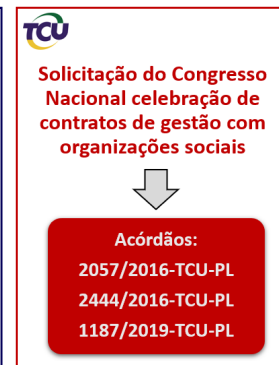 TCU
Solicitação do Congresso
Nacional celebração de
contratos de gestão com
organizações sociais
Acórdãos:
2057/2016-TCU-PL
2444/2016-TCU-PL
1187/2019-TCU-PL